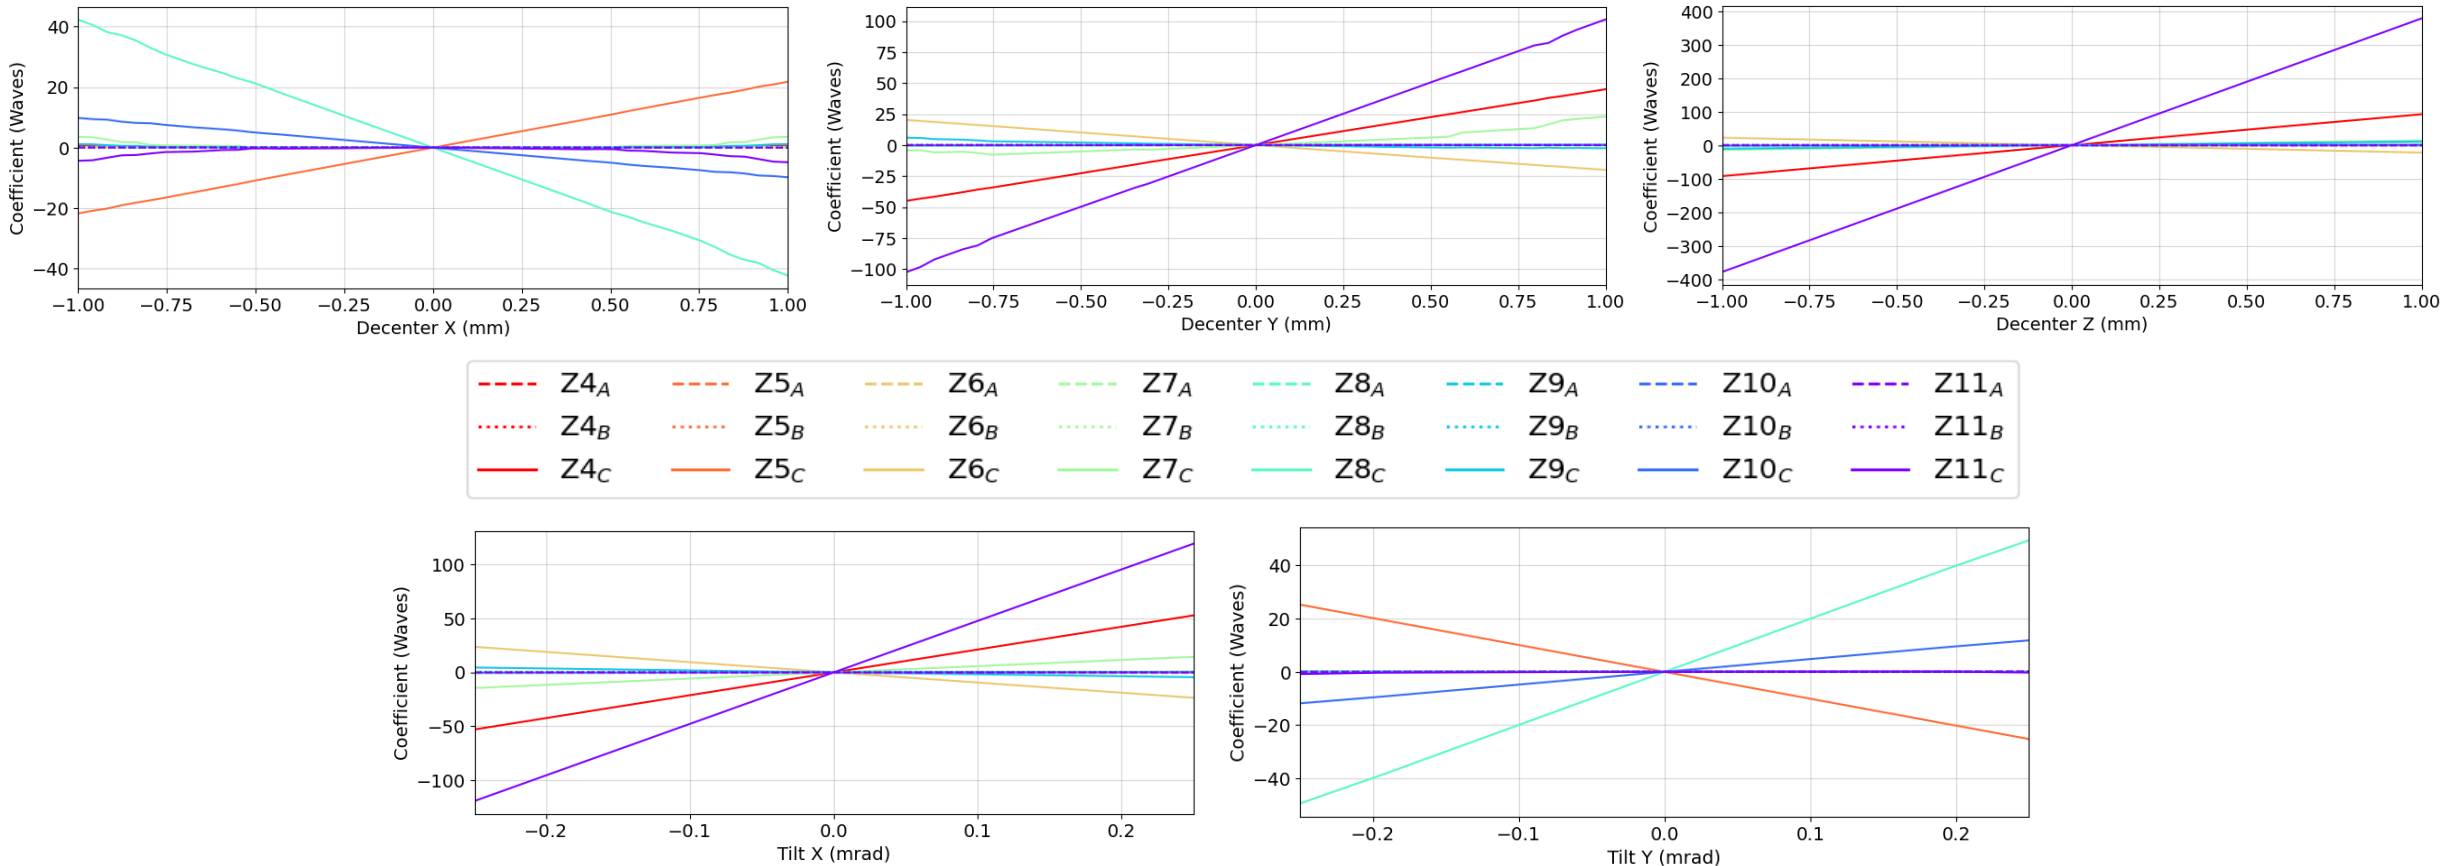 Coefficient (Waves)
40
20
0
−20
−40
−1.00 −0.75 −0.50 −0.25 0.00 0.25 0.50 0.75 1.00
Decenter X (mm)
Coefficient (Waves)
100
75
50
25
0
−25
−50
−75
−100
−1.00 −0.75 −0.50 −0.25 0.00 0.25 0.50 0.75 1.00
Decenter Y (mm)
Coefficient (Waves)
400
300
200
100
0
−100
−200
−300
−400
−1.00 −0.75 −0.50 −0.25 0.00 0.25 0.50 0.75 1.00
Decenter Z (mm)
Z4A Z5A Z6A Z7A Z8A Z9A Z10A Z11A
Z4B Z5B Z6B Z7B Z8B Z9B Z10B Z11B
Z4C Z5C Z6C Z7C Z8C Z9C Z10C Z11C
Coefficient (Waves)
100
50
0
−50
−100
−0.2 −0.1 0.0 0.1 0.2
Tilt X (mrad)
Coefficient (Waves)
40
20
0
−20
−40
−0.2 −0.1 0.0 0.1 0.2
Tilt Y (mrad)